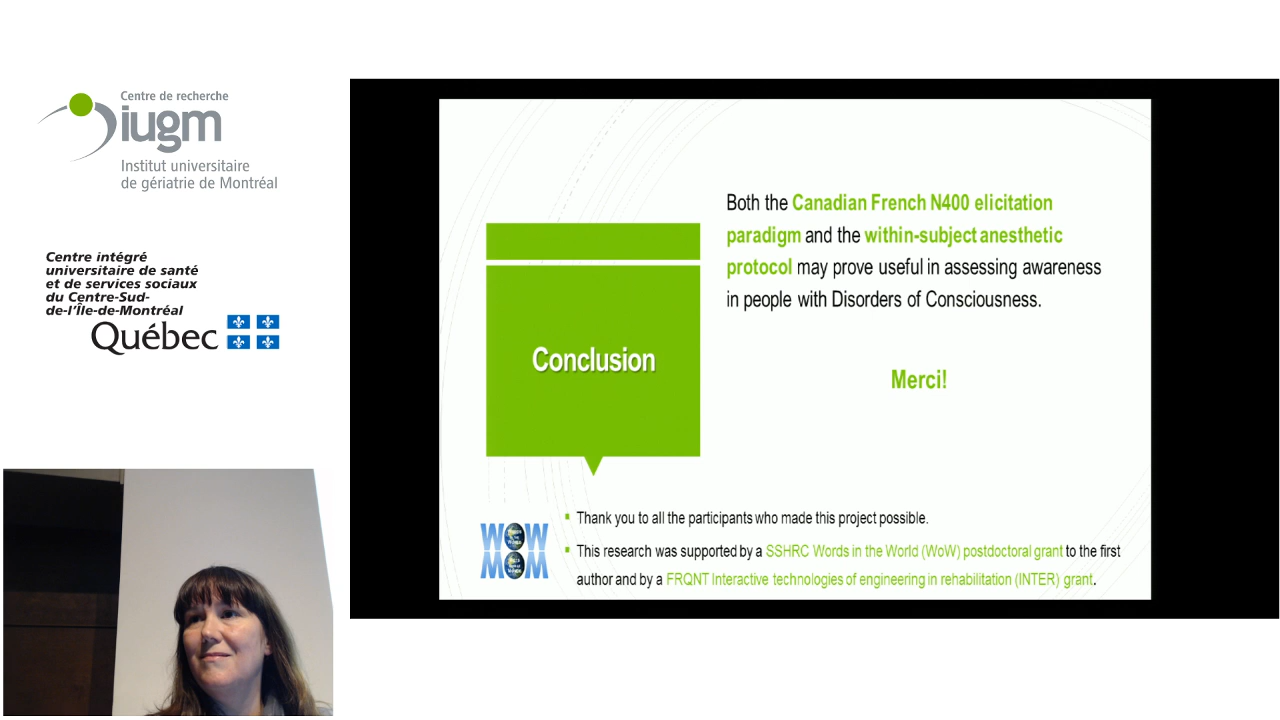 Centre de recherche
iugm
Institut universitaire
de gériatrie de Montréal
Centre intégré
universitaire de santé
et de services sociaux
du Centre-Sud-
de-l'Île-de-Montréal
Québec
Conclusion
Both the Canadian French N400 elicitation
paradigm and the within-subject anesthetic
protocol may prove useful in assessing awareness
in people with Disorders of Consciousness.
Merci!
WOW
MOM
Thank you to all the participants who made this project possible.
This research was supported by a SSHRC Words in the World (WoW) postdoctoral grant to the first
author and by a FRQNT Interactive technologies of engineering in rehabilitation (INTER) grant.